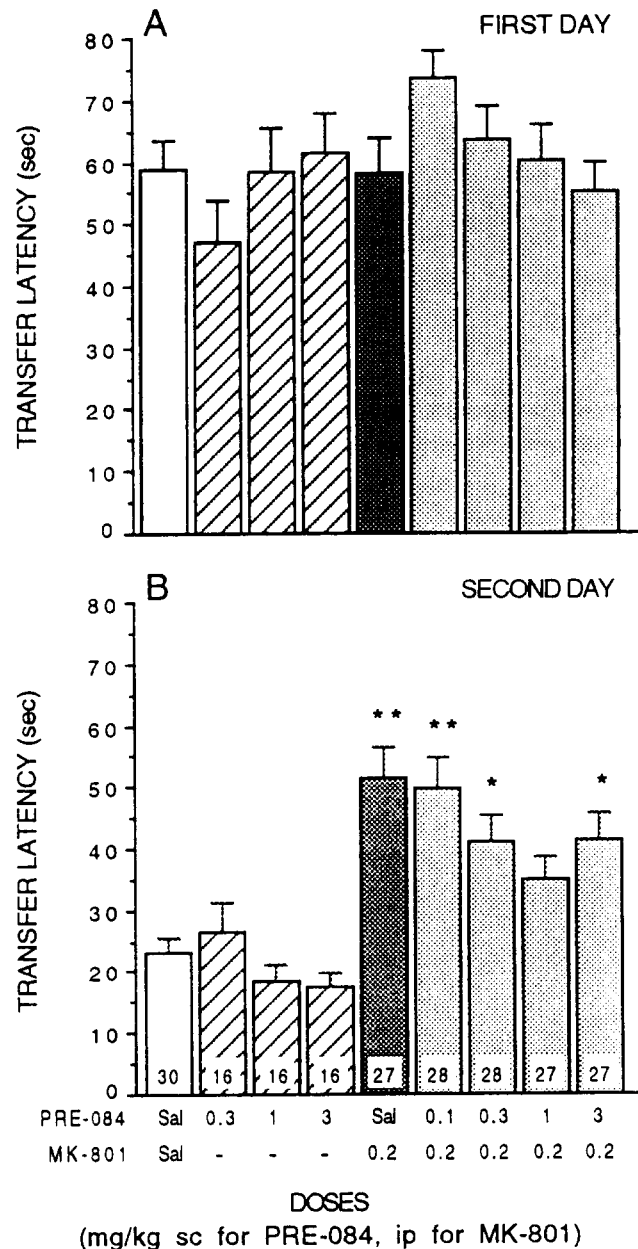 A FIRST DAY
80
70
60
50
40
30
20
10
0
TRANSFER LATENCY (sec)
B SECOND DAY
80
70
60
50
40
30
20
10
0
TRANSFER LATENCY (sec)
** ** * *
30 16 16 16 27 28 28 27 27
PRE-084 Sal 0.3 1 3 Sal 0.1 0.3 1 3
MK-801 Sal - - - 0.2 0.2 0.2 0.2 0.2
DOSES
(mg/kg sc for PRE-084, ip for MK-801)